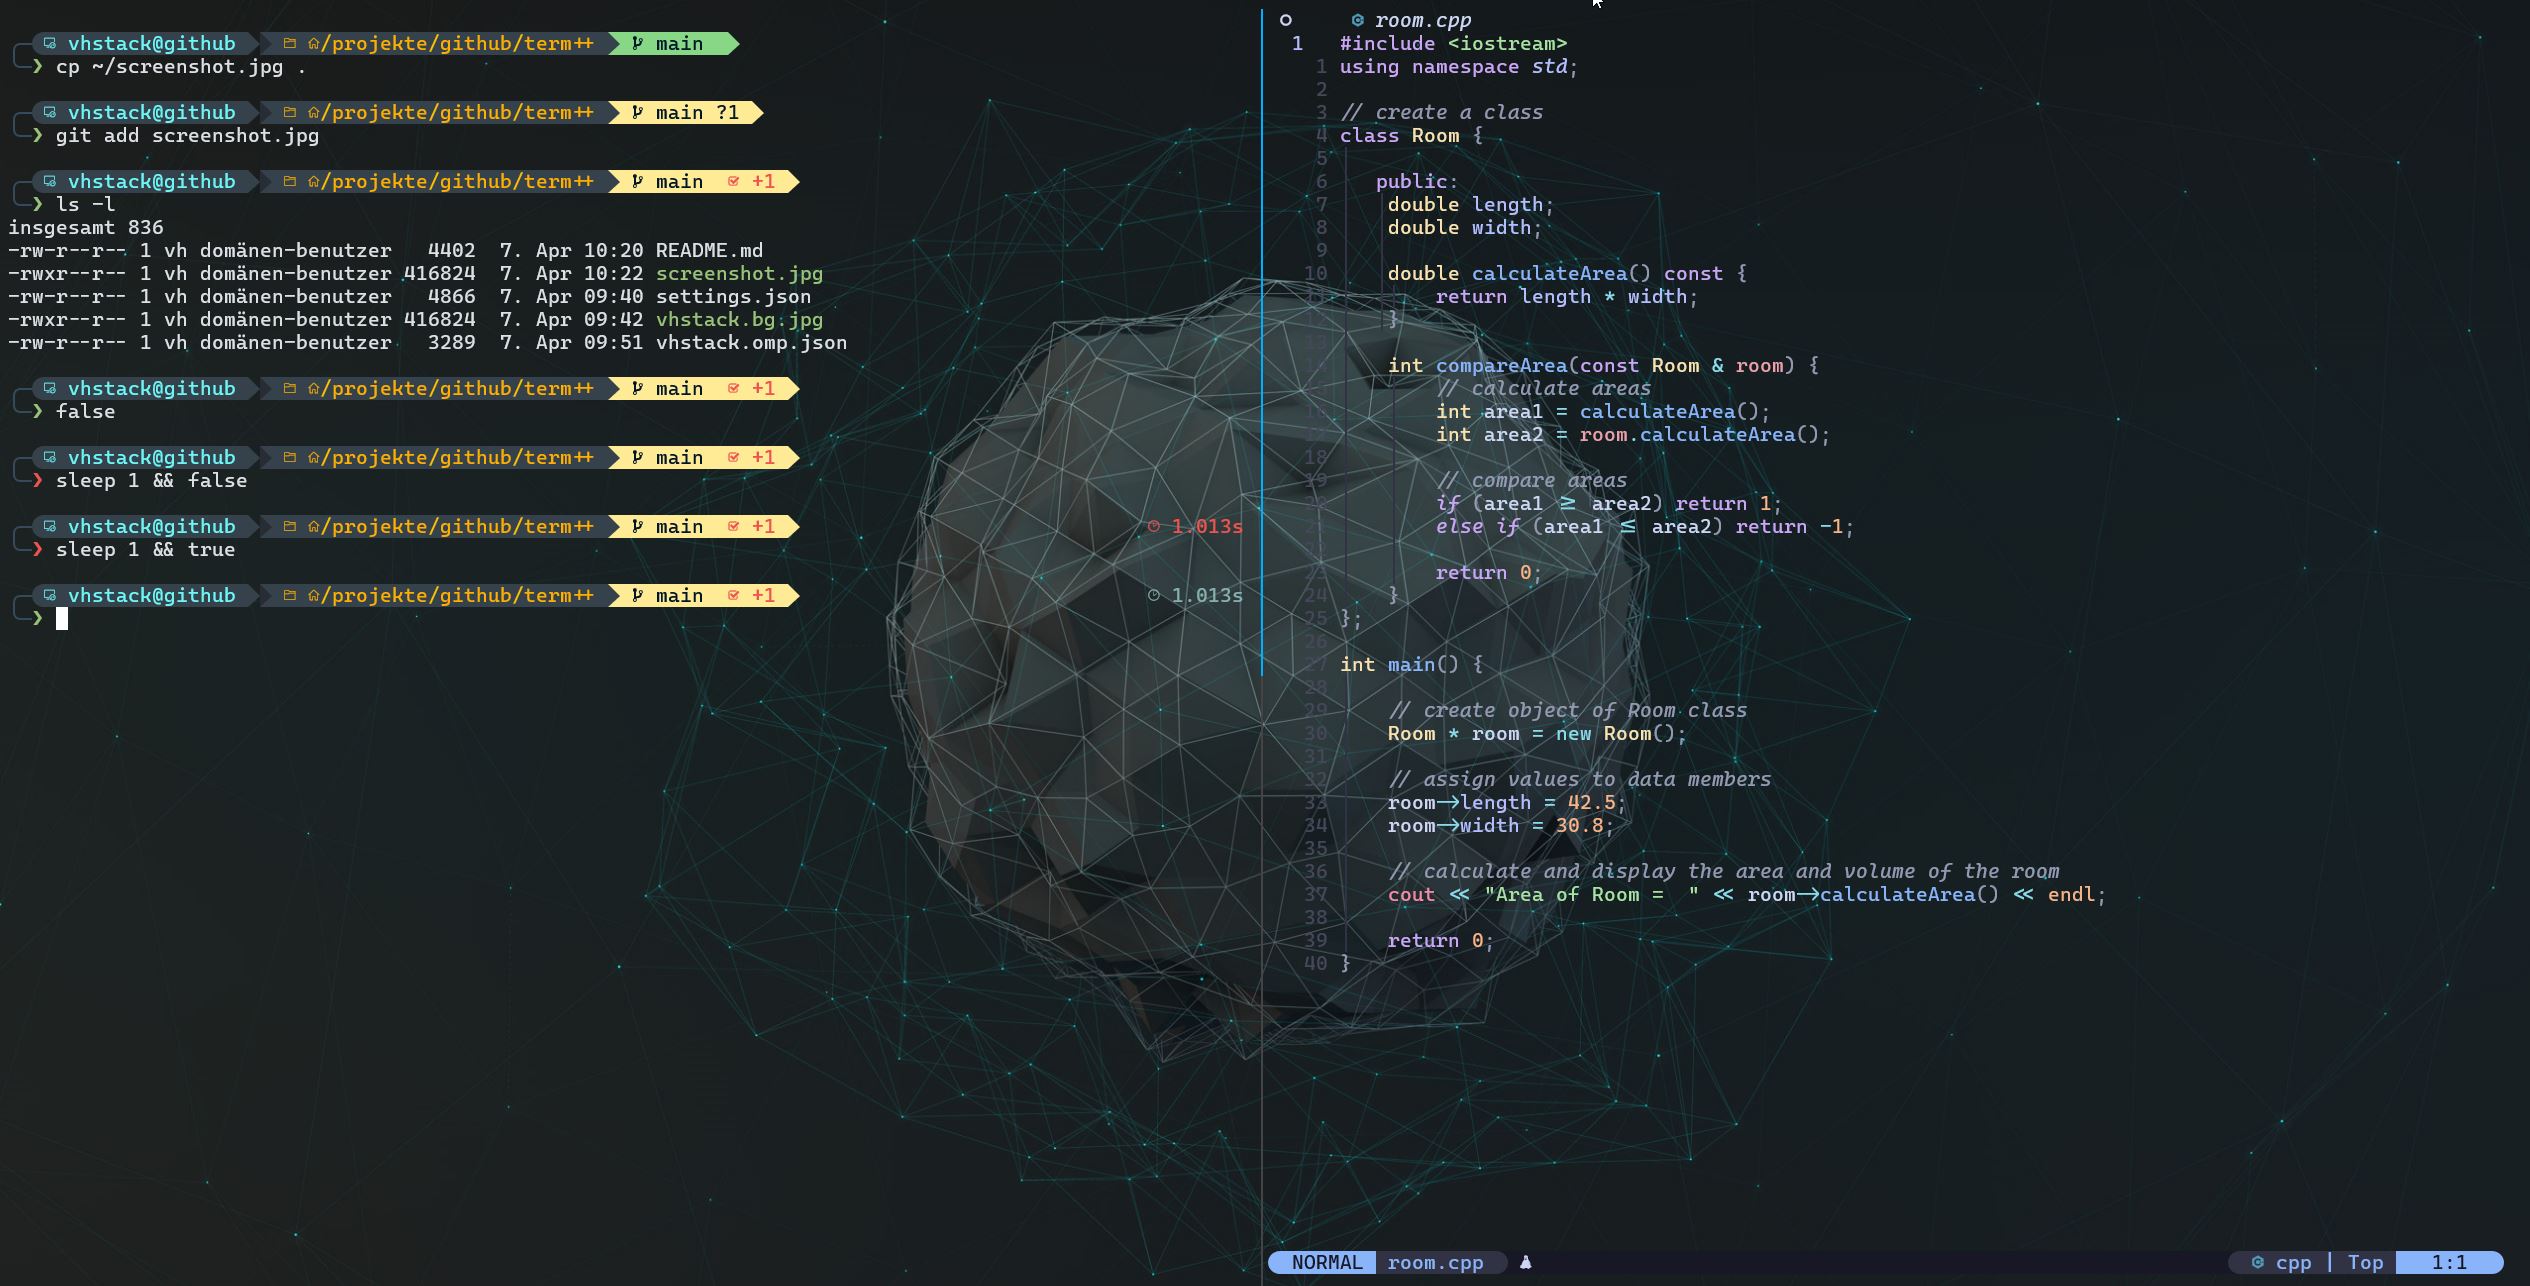 vhstack@github /projekte/github/term++ main
❯ cp ~/screenshot.jpg .
vhstack@github /projekte/github/term++ main ?1
❯ git add screenshot.jpg
vhstack@github /projekte/github/term++ main +1
❯ ls -l
insgesamt 836
-rw-r--r-- 1 vh domänen-benutzer   4402  7. Apr 10:20 README.md
-rwxr--r-- 1 vh domänen-benutzer 416824  7. Apr 10:22 screenshot.jpg
-rw-r--r-- 1 vh domänen-benutzer   4866  7. Apr 09:40 settings.json
-rwxr--r-- 1 vh domänen-benutzer 416824  7. Apr 09:42 vhstack.bg.jpg
-rw-r--r-- 1 vh domänen-benutzer   3289  7. Apr 09:51 vhstack.omp.json
vhstack@github /projekte/github/term++ main +1
❯ false
vhstack@github /projekte/github/term++ main +1
❯ sleep 1 && false
vhstack@github /projekte/github/term++ main +1 1.013s
❯ sleep 1 && true
vhstack@github /projekte/github/term++ main +1 1.013s
❯
room.cpp
1 #include <iostream>
1 using namespace std;
2
3 // create a class
4 class Room {
5
6    public:
7     double length;
8     double width;
9
10     double calculateArea() const {
11         return length * width;
12     }
13
14     int compareArea(const Room & room) {
15         // calculate areas
16         int area1 = calculateArea();
17         int area2 = room.calculateArea();
18
19         // compare areas
20         if (area1 ≥ area2) return 1;
21         else if (area1 ≤ area2) return -1;
22
23         return 0;
24     }
25 };
26
27 int main() {
28
29     // create object of Room class
30     Room * room = new Room();
31
32     // assign values to data members
33     room->length = 42.5;
34     room->width = 30.8;
35
36     // calculate and display the area and volume of the room
37     cout << "Area of Room =  " << room->calculateArea() << endl;
38
39     return 0;
40 }
NORMAL room.cpp cpp | Top 1:1